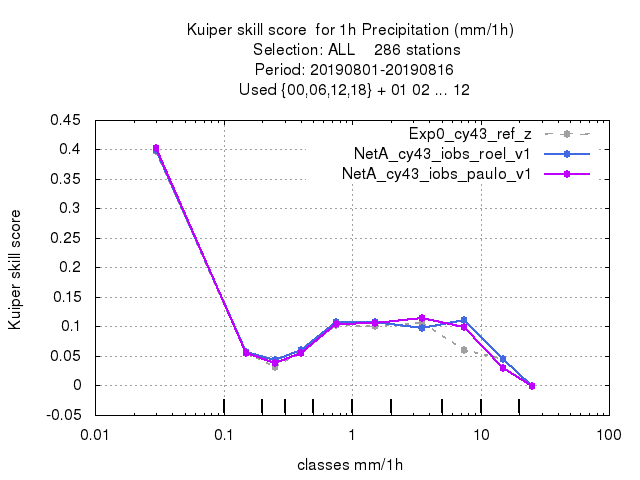 Kuiper skill score  for 1h Precipitation (mm/1h)
Selection: ALL    286 stations
Period: 20190801-20190816
Used {00,06,12,18} + 01 02 ... 12
Exp0_cy43_ref_z
NetA_cy43_iobs_roel_v1
NetA_cy43_iobs_paulo_v1
Kuiper skill score
0.45
0.4
0.35
0.3
0.25
0.2
0.15
0.1
0.05
0
-0.05
0.01 0.1 1 10 100
classes mm/1h